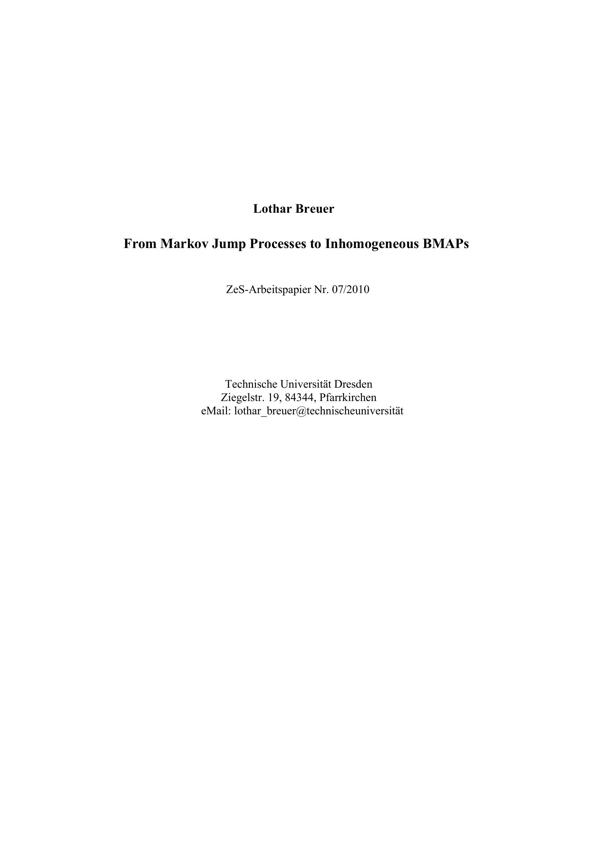 Lothar Breuer
From Markov Jump Processes to Inhomogeneous BMAPs
ZeS-Arbeitspapier Nr. 07/2010
Technische Universität Dresden
Ziegelstr. 19, 84344, Pfarrkirchen
eMail: lothar_breuer@technischeuniversität